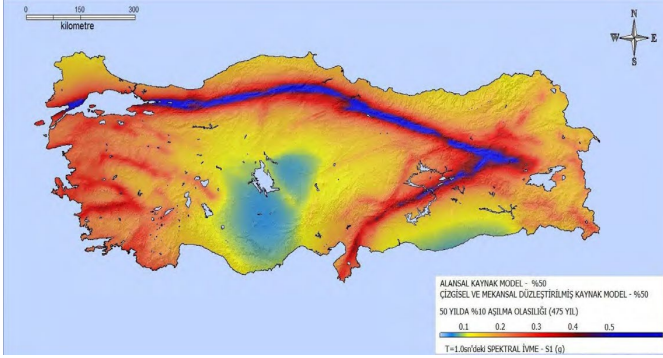 0 150 300
kilometre
N
W E
S
ALANSAL KAYNAK MODEL - %50
ÇİZGİSEL VE MEKANSAL DÜZLEŞTİRİLMİŞ KAYNAK MODEL - %50
50 YILDA %10 AŞILMA OLASILIĞI (475 YIL)
0.1 0.2 0.3 0.4 0.5
T=1.0sn'deki SPEKTRAL İVME - S1 (g)